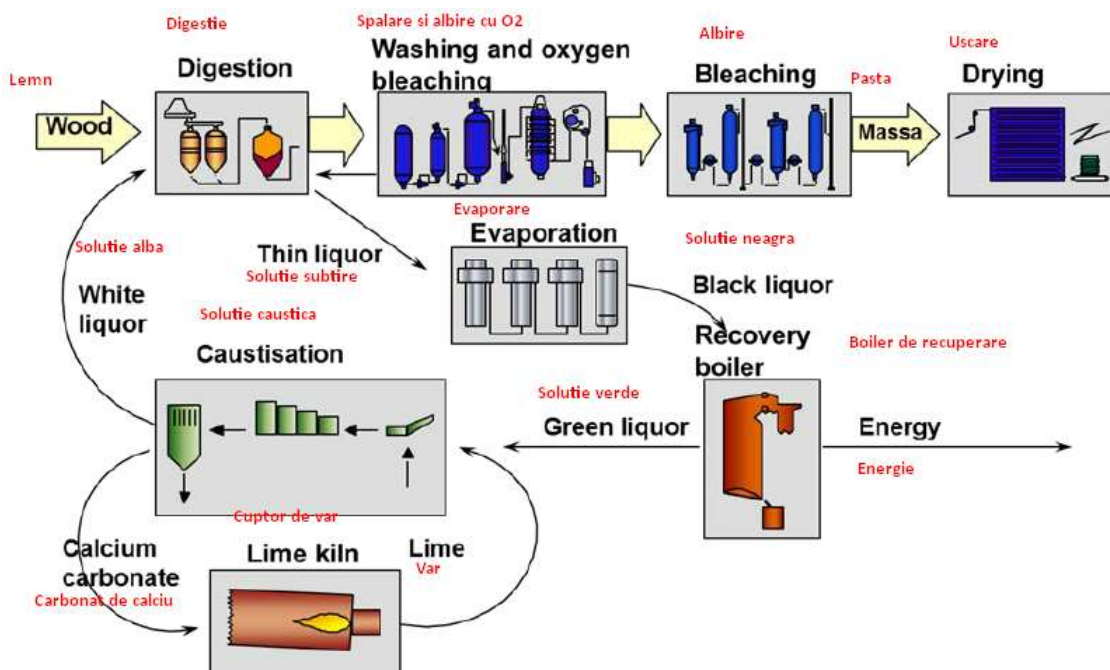 Digestie
Spalare si albire cu O2
Albire
Uscare
Digestion
Washing and oxygen
bleaching
Bleaching
Drying
Lemn
Pasta
Wood
Massa
Evaporare
Evaporation
Solutie alba
Thin liquor
Solutie subtire
Solutie neagra
Black liquor
White
liquor
Solutie caustica
Caustisation
Recovery
boiler
Boiler de recuperare
Solutie verde
Green liquor
Energy
Energie
Cuptor de var
Lime kiln
Calcium
carbonate
Carbonat de calciu
Lime
Var